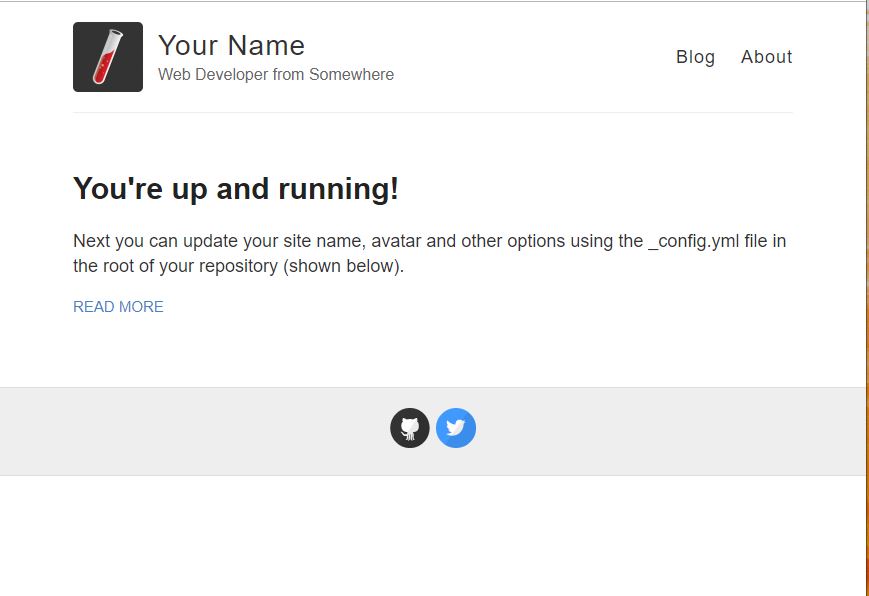 Your Name
Web Developer from Somewhere
Blog About
You're up and running!
Next you can update your site name, avatar and other options using the _config.yml file in
the root of your repository (shown below).
READ MORE